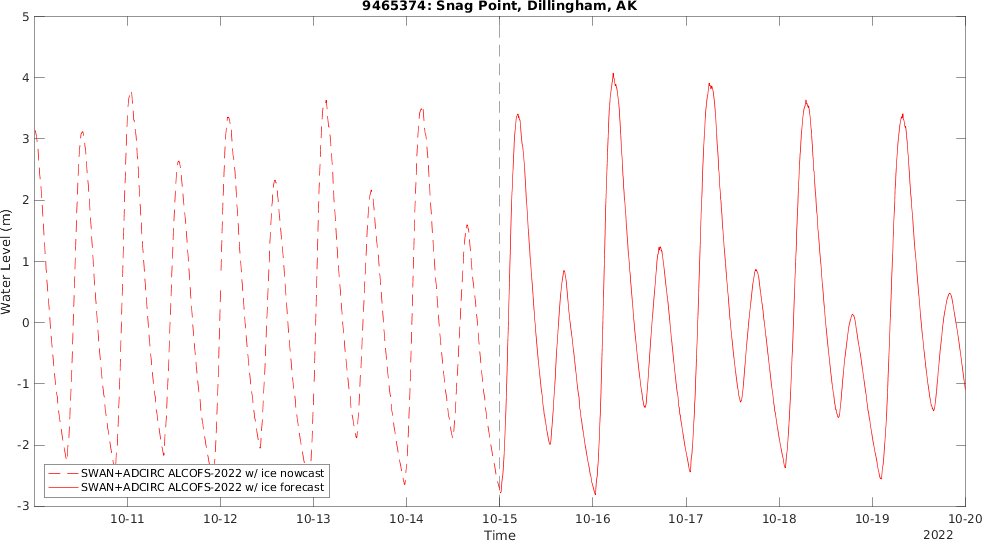 9465374: Snag Point, Dillingham, AK
5
4
3
2
1
0
-1
-2
-3
Water Level (m)
SWAN+ADCIRC ALCOFS-2022 w/ ice nowcast
SWAN+ADCIRC ALCOFS-2022 w/ ice forecast
10-11 10-12 10-13 10-14 10-15 10-16 10-17 10-18 10-19 10-20
Time
2022